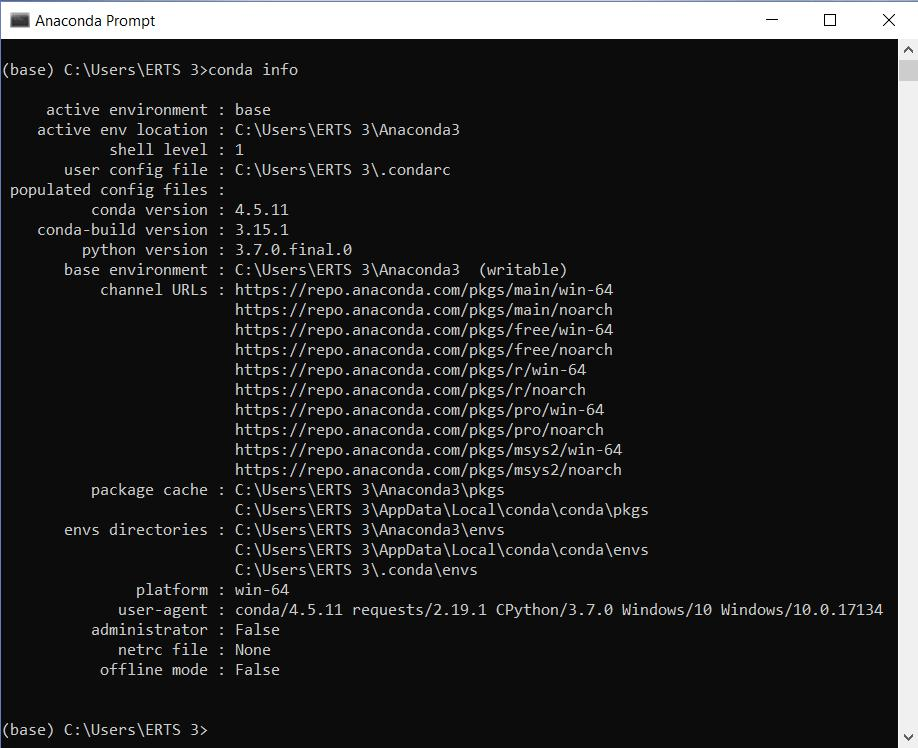 Anaconda Prompt
(base) C:\Users\ERTS 3>conda info
active environment : base
active env location : C:\Users\ERTS 3\Anaconda3
shell level : 1
user config file : C:\Users\ERTS 3\.condarc
populated config files :
conda version : 4.5.11
conda-build version : 3.15.1
python version : 3.7.0.final.0
base environment : C:\Users\ERTS 3\Anaconda3  (writable)
channel URLs : https://repo.anaconda.com/pkgs/main/win-64
https://repo.anaconda.com/pkgs/main/noarch
https://repo.anaconda.com/pkgs/free/win-64
https://repo.anaconda.com/pkgs/free/noarch
https://repo.anaconda.com/pkgs/r/win-64
https://repo.anaconda.com/pkgs/r/noarch
https://repo.anaconda.com/pkgs/pro/win-64
https://repo.anaconda.com/pkgs/pro/noarch
https://repo.anaconda.com/pkgs/msys2/win-64
https://repo.anaconda.com/pkgs/msys2/noarch
package cache : C:\Users\ERTS 3\Anaconda3\pkgs
C:\Users\ERTS 3\AppData\Local\conda\conda\pkgs
envs directories : C:\Users\ERTS 3\Anaconda3\envs
C:\Users\ERTS 3\AppData\Local\conda\conda\envs
C:\Users\ERTS 3\.conda\envs
platform : win-64
user-agent : conda/4.5.11 requests/2.19.1 CPython/3.7.0 Windows/10 Windows/10.0.17134
administrator : False
netrc file : None
offline mode : False
(base) C:\Users\ERTS 3>